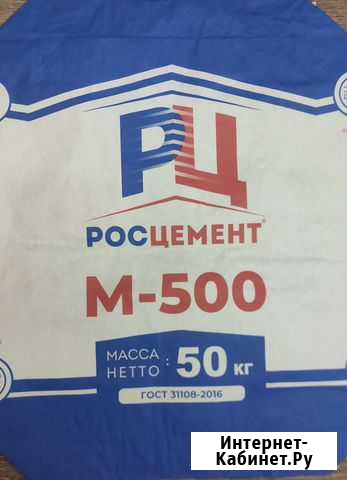 РЦ
РОСЦЕМЕНТ
М-500
МАССА
НЕТТО : 50 КГ
ГОСТ 31108-2016
Интернет-
Кабинет.Ру